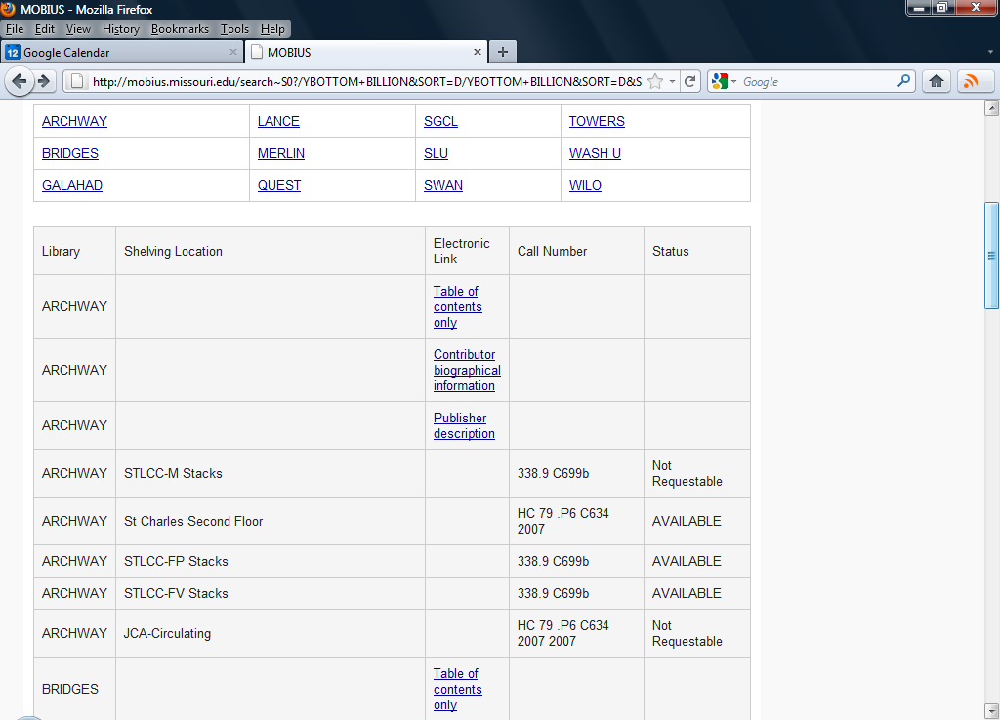 MOBIUS - Mozilla Firefox
File Edit View History Bookmarks Tools Help
12 Google Calendar MOBIUS
http://mobius.missouri.edu/search~S0?/YBOTTOM+BILLION&SORT=D/YBOTTOM+BILLION&SORT=D&S Google
ARCHWAY LANCE SGCL TOWERS
BRIDGES MERLIN SLU WASH U
GALAHAD QUEST SWAN WILO
Library Shelving Location Electronic Call Number Status
Link
ARCHWAY Table of
contents
only
ARCHWAY Contributor
biographical
information
ARCHWAY Publisher
description
ARCHWAY STLCC-M Stacks 338.9 C699b Not
Requestable
ARCHWAY St Charles Second Floor HC 79 .P6 C634 AVAILABLE
2007
ARCHWAY STLCC-FP Stacks 338.9 C699b AVAILABLE
ARCHWAY STLCC-FV Stacks 338.9 C699b AVAILABLE
ARCHWAY JCA-Circulating HC 79 .P6 C634 Not
2007 2007 Requestable
BRIDGES Table of
contents
only